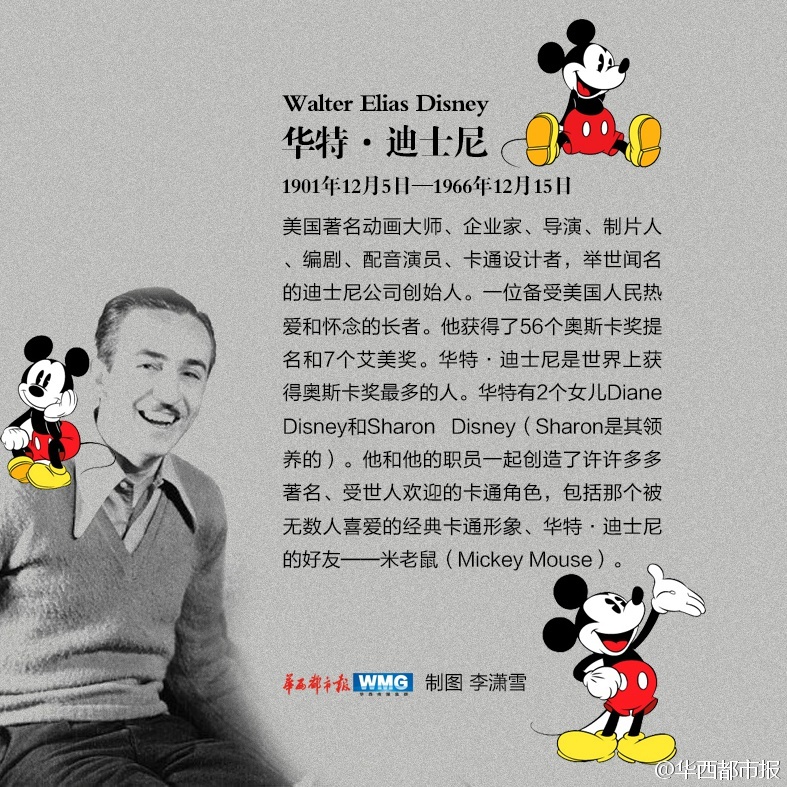 Walter Elias Disney
华特·迪士尼
1901年12月5日—1966年12月15日
美国著名动画大师、企业家、导演、制片人
、编剧、配音演员、卡通设计者，举世闻名
的迪士尼公司创始人。一位备受美国人民热
爱和怀念的长者。他获得了56个奥斯卡奖提
名和7个艾美奖。华特·迪士尼是世界上获
得奥斯卡奖最多的人。华特有2个女儿Diane
Disney和Sharon Disney（Sharon是其领
养的）。他和他的职员一起创造了许许多多
著名、受世人欢迎的卡通角色，包括那个被
无数人喜爱的经典卡通形象、华特·迪士尼
的好友——米老鼠（Mickey Mouse）。
华西都市报 WMG 制图 李潇雪
@华西都市报